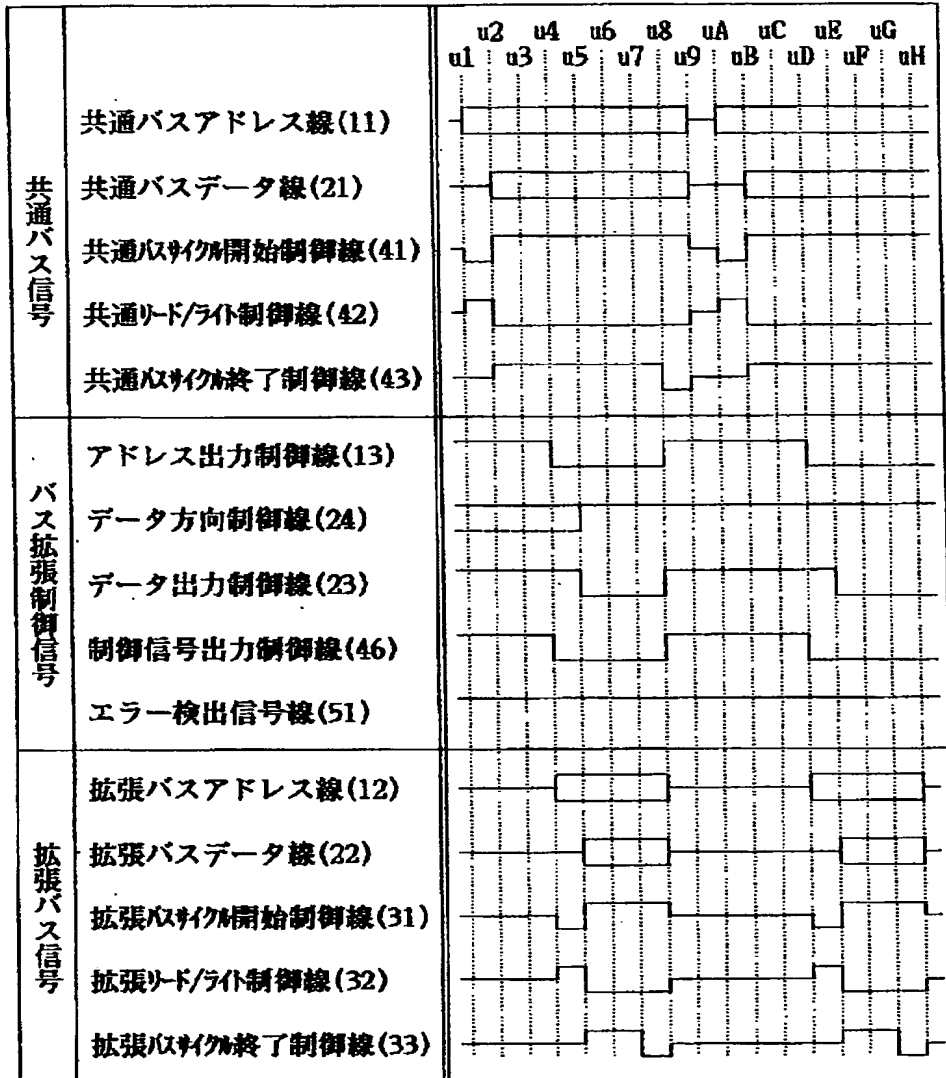 u2 u4 u6 u8 uA uC uE uG
u1 u3 u5 u7 u9 uB uD uF uH
共通バス信号
共通バスアドレス線(11)
共通バスデータ線(21)
共通バスサイクル開始制御線(41)
共通リード/ライト制御線(42)
共通バスサイクル終了制御線(43)
バス拡張制御信号
アドレス出力制御線(13)
データ方向制御線(24)
データ出力制御線(23)
制御信号出力制御線(46)
エラー検出信号線(51)
拡張バス信号
拡張バスアドレス線(12)
拡張バスデータ線(22)
拡張バスサイクル開始制御線(31)
拡張リード/ライト制御線(32)
拡張バスサイクル終了制御線(33)